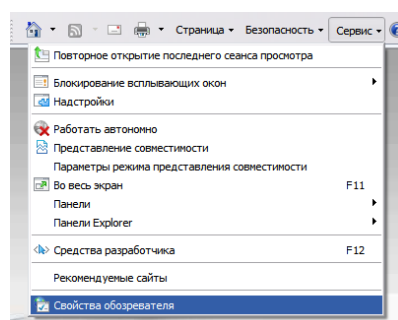 Страница Безопасность Сервис
Повторное открытие последнего сеанса просмотра
Блокирование всплывающих окон
Надстройки
Работать автономно
Представление совместимости
Параметры режима представления совместимости
Во весь экран F11
Панели
Панели Explorer
Средства разработчика F12
Рекомендуемые сайты
Свойства обозревателя